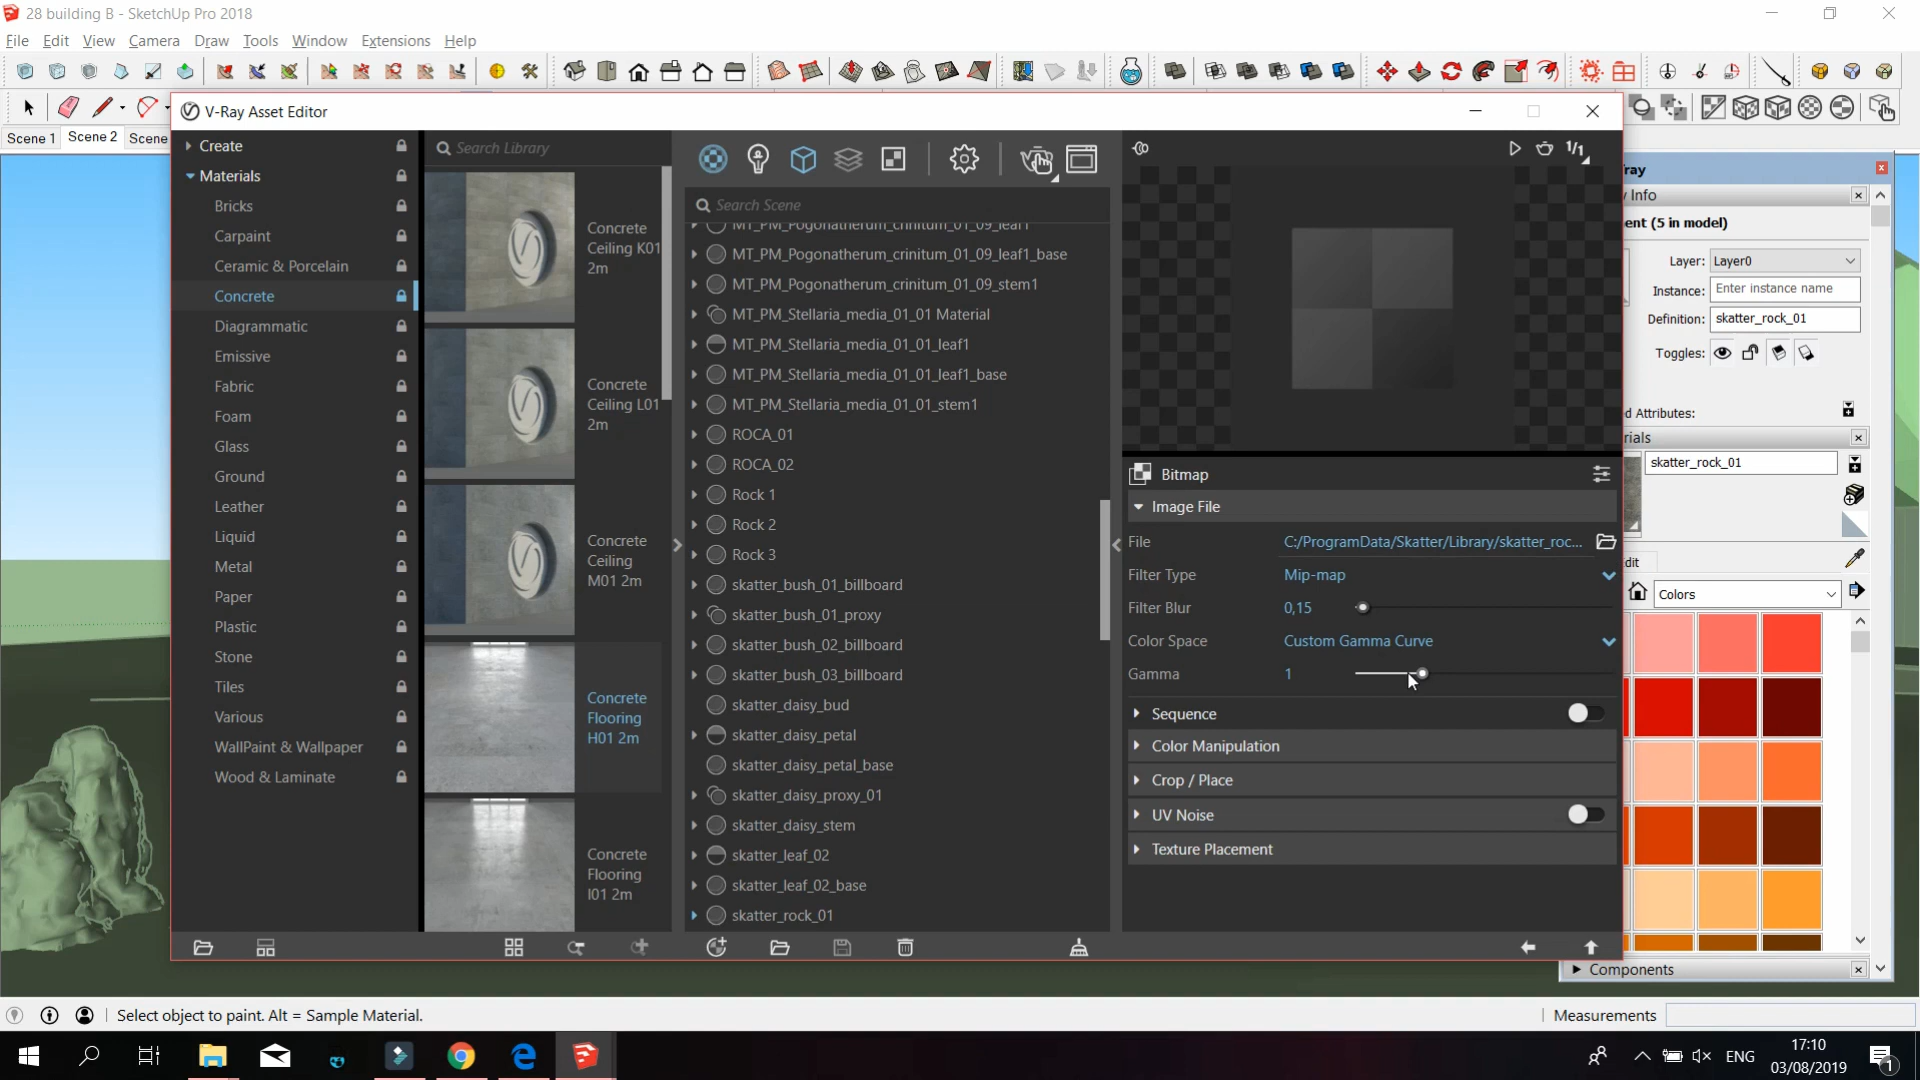 28 building B - SketchUp Pro 2018
File Edit View Camera Draw Tools Window Extensions Help
V-Ray Asset Editor
Scene 1 Scene 2 Scene
Create
Materials
Bricks
Carpaint
Ceramic & Porcelain
Concrete
Diagrammatic
Emissive
Fabric
Foam
Glass
Ground
Leather
Liquid
Metal
Paper
Plastic
Stone
Tiles
Various
WallPaint & Wallpaper
Wood & Laminate
Search Library
Concrete
Ceiling K01
2m
Concrete
Ceiling L01
2m
Concrete
Ceiling
M01 2m
Concrete
Flooring
H01 2m
Concrete
Flooring
I01 2m
Search Scene
MT_PM_Pogonatherum_crinitum_01_09_leaf1
MT_PM_Pogonatherum_crinitum_01_09_leaf1_base
MT_PM_Pogonatherum_crinitum_01_09_stem1
MT_PM_Stellaria_media_01_01 Material
MT_PM_Stellaria_media_01_01_leaf1
MT_PM_Stellaria_media_01_01_leaf1_base
MT_PM_Stellaria_media_01_01_stem1
ROCA_01
ROCA_02
Rock 1
Rock 2
Rock 3
skatter_bush_01_billboard
skatter_bush_01_proxy
skatter_bush_02_billboard
skatter_bush_03_billboard
skatter_daisy_bud
skatter_daisy_petal
skatter_daisy_petal_base
skatter_daisy_proxy_01
skatter_daisy_stem
skatter_leaf_02
skatter_leaf_02_base
skatter_rock_01
1/1
Bitmap
Image File
File C:/ProgramData/Skatter/Library/skatter_roc...
Filter Type Mip-map
Filter Blur 0,15
Color Space Custom Gamma Curve
Gamma 1
Sequence
Color Manipulation
Crop / Place
UV Noise
Texture Placement
ray
Info
ent (5 in model)
Layer: Layer0
Instance: Enter instance name
Definition: skatter_rock_01
Toggles:
d Attributes:
rials
skatter_rock_01
dit
Colors
Components
Select object to paint. Alt = Sample Material.
Measurements
ENG
17:10
03/08/2019
1